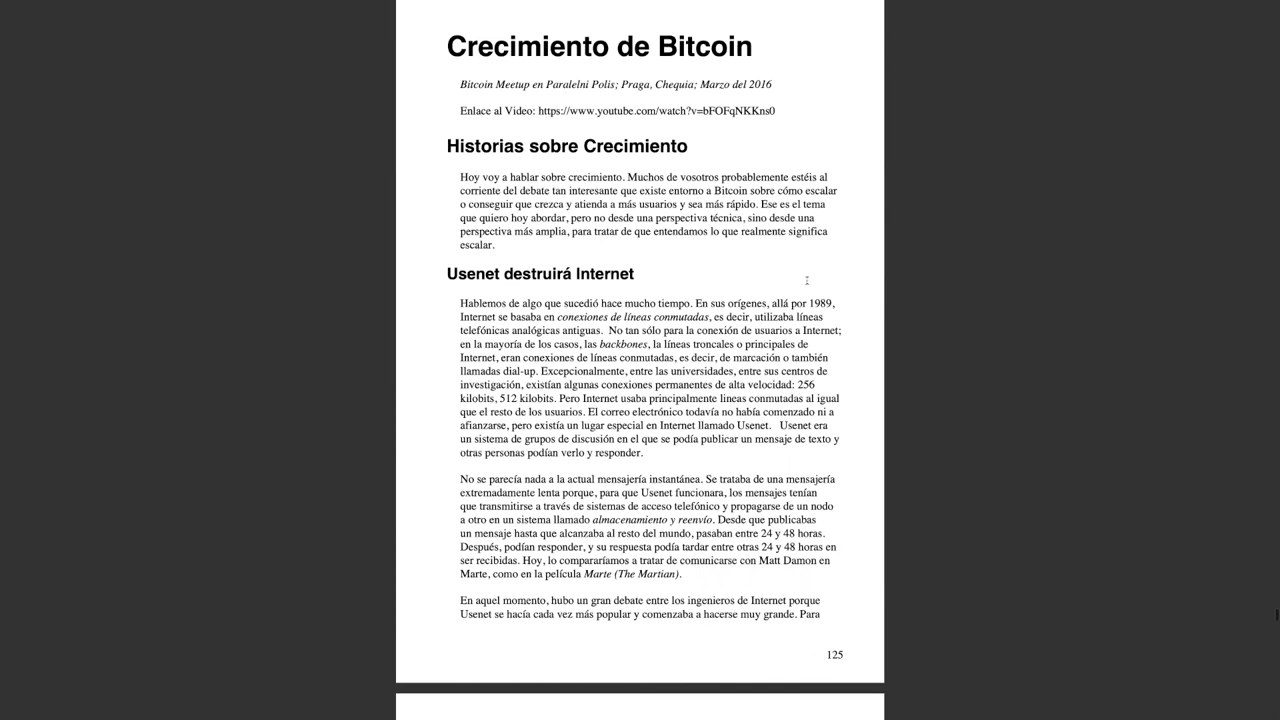 Crecimiento de Bitcoin
Bitcoin Meetup en Paralelni Polis; Praga, Chequia; Marzo del 2016
Enlace al Video: https://www.youtube.com/watch?v=bFOFqNKKns0
Historias sobre Crecimiento
Hoy voy a hablar sobre crecimiento. Muchos de vosotros probablemente estéis al
corriente del debate tan interesante que existe entorno a Bitcoin sobre cómo escalar
o conseguir que crezca y atienda a más usuarios y sea más rápido. Ese es el tema
que quiero hoy abordar, pero no desde una perspectiva técnica, sino desde una
perspectiva más amplia, para tratar de que entendamos lo que realmente significa
escalar.
Usenet destruirá Internet
Hablemos de algo que sucedió hace mucho tiempo. En sus orígenes, allá por 1989,
Internet se basaba en conexiones de líneas conmutadas, es decir, utilizaba líneas
telefónicas analógicas antiguas. No tan sólo para la conexión de usuarios a Internet;
en la mayoría de los casos, las backbones, la líneas troncales o principales de
Internet, eran conexiones de líneas conmutadas, es decir, de marcación o también
llamadas dial-up. Excepcionalmente, entre las universidades, entre sus centros de
investigación, existían algunas conexiones permanentes de alta velocidad: 256
kilobits, 512 kilobits. Pero Internet usaba principalmente lineas conmutadas al igual
que el resto de los usuarios. El correo electrónico todavía no había comenzado ni a
afianzarse, pero existía un lugar especial en Internet llamado Usenet. Usenet era
un sistema de grupos de discusión en el que se podía publicar un mensaje de texto y
otras personas podían verlo y responder.
No se parecía nada a la actual mensajería instantánea. Se trataba de una mensajería
extremadamente lenta porque, para que Usenet funcionara, los mensajes tenían
que transmitirse a través de sistemas de acceso telefónico y propagarse de un nodo
a otro en un sistema llamado almacenamiento y reenvío. Desde que publicabas
un mensaje hasta que alcanzaba al resto del mundo, pasaban entre 24 y 48 horas.
Después, podían responder, y su respuesta podía tardar entre otras 24 y 48 horas en
ser recibidas. Hoy, lo compararíamos a tratar de comunicarse con Matt Damon en
Marte, como en la película Marte (The Martian).
En aquel momento, hubo un gran debate entre los ingenieros de Internet porque
Usenet se hacía cada vez más popular y comenzaba a hacerse muy grande. Para
125